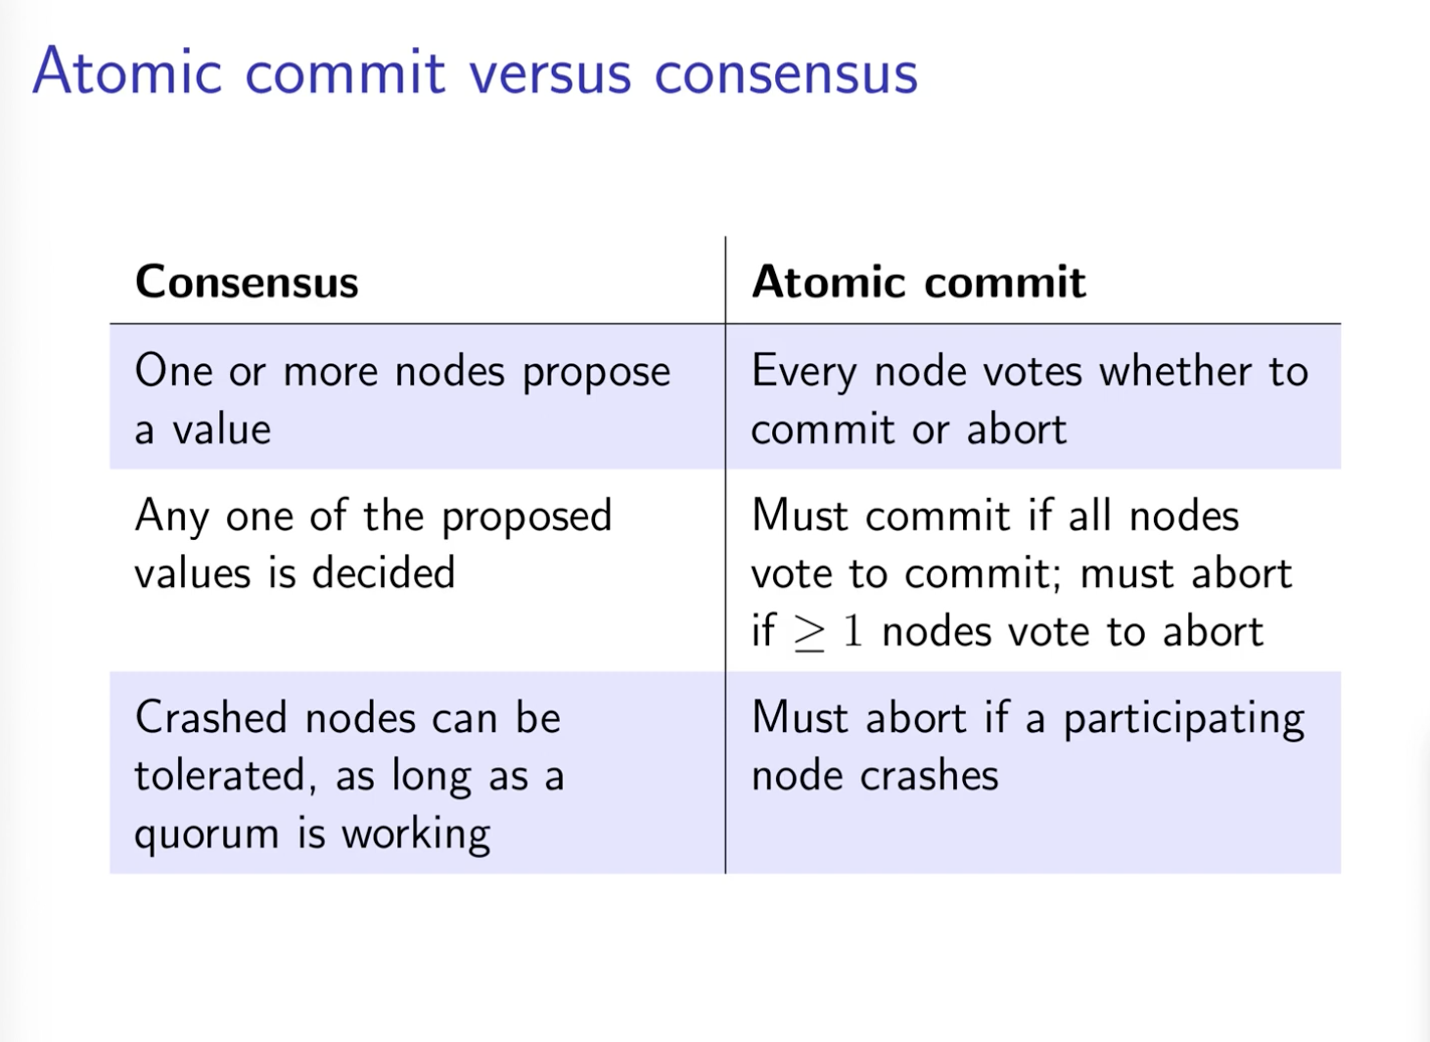 Atomic commit versus consensus
Consensus
Atomic commit
One or more nodes propose
a value
Every node votes whether to
commit or abort
Any one of the proposed
values is decided
Must commit if all nodes
vote to commit; must abort
if ≥ 1 nodes vote to abort
Crashed nodes can be
tolerated, as long as a
quorum is working
Must abort if a participating
node crashes